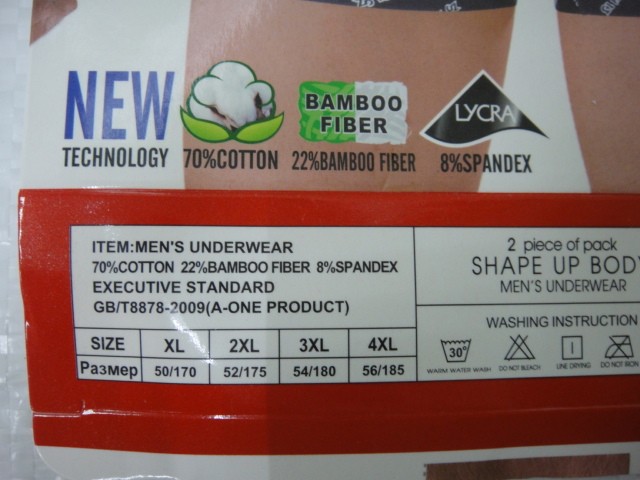 NEW
TECHNOLOGY
70%COTTON
BAMBOO
FIBER
22%BAMBOO FIBER
LYCRA
8%SPANDEX
ITEM:MEN'S UNDERWEAR
70%COTTON 22%BAMBOO FIBER 8%SPANDEX
EXECUTIVE STANDARD
GB/T8878-2009(A-ONE PRODUCT)
SIZE XL 2XL 3XL 4XL
Размер 50/170 52/175 54/180 56/185
2 piece of pack
SHAPE UP BODY
MEN'S UNDERWEAR
WASHING INSTRUCTION
30°
WARM WATER WASH DO NOT BLEACH LINE DRYING DO NOT IRON